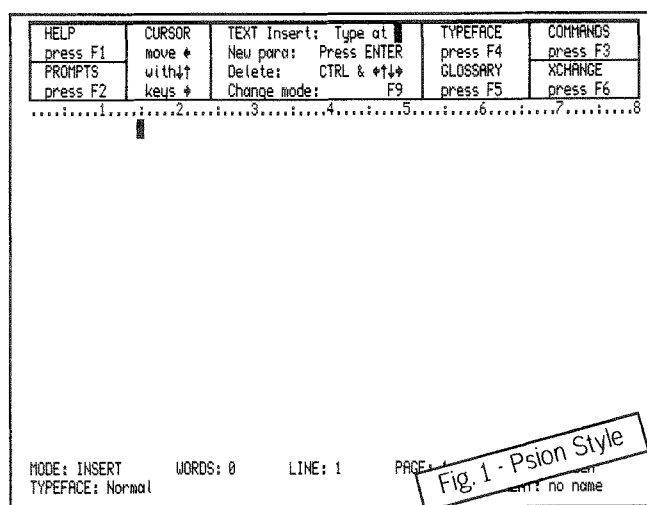 HELP CURSOR TEXT Insert: Type at TYPEFACE COMMANDS
press F1 move ← New para: Press ENTER press F4 press F3
PROMPTS with↓↑ Delete: CTRL & ←↑↓→ GLOSSARY XCHANGE
press F2 keys → Change mode: F9 press F5 press F6
....:....1....:....2....:....3....:....4....:....5....:....6....:....7....:....8
MODE: INSERT WORDS: 0 LINE: 1 PAGE:
TYPEFACE: Normal no name
Fig. 1 - Psion Style